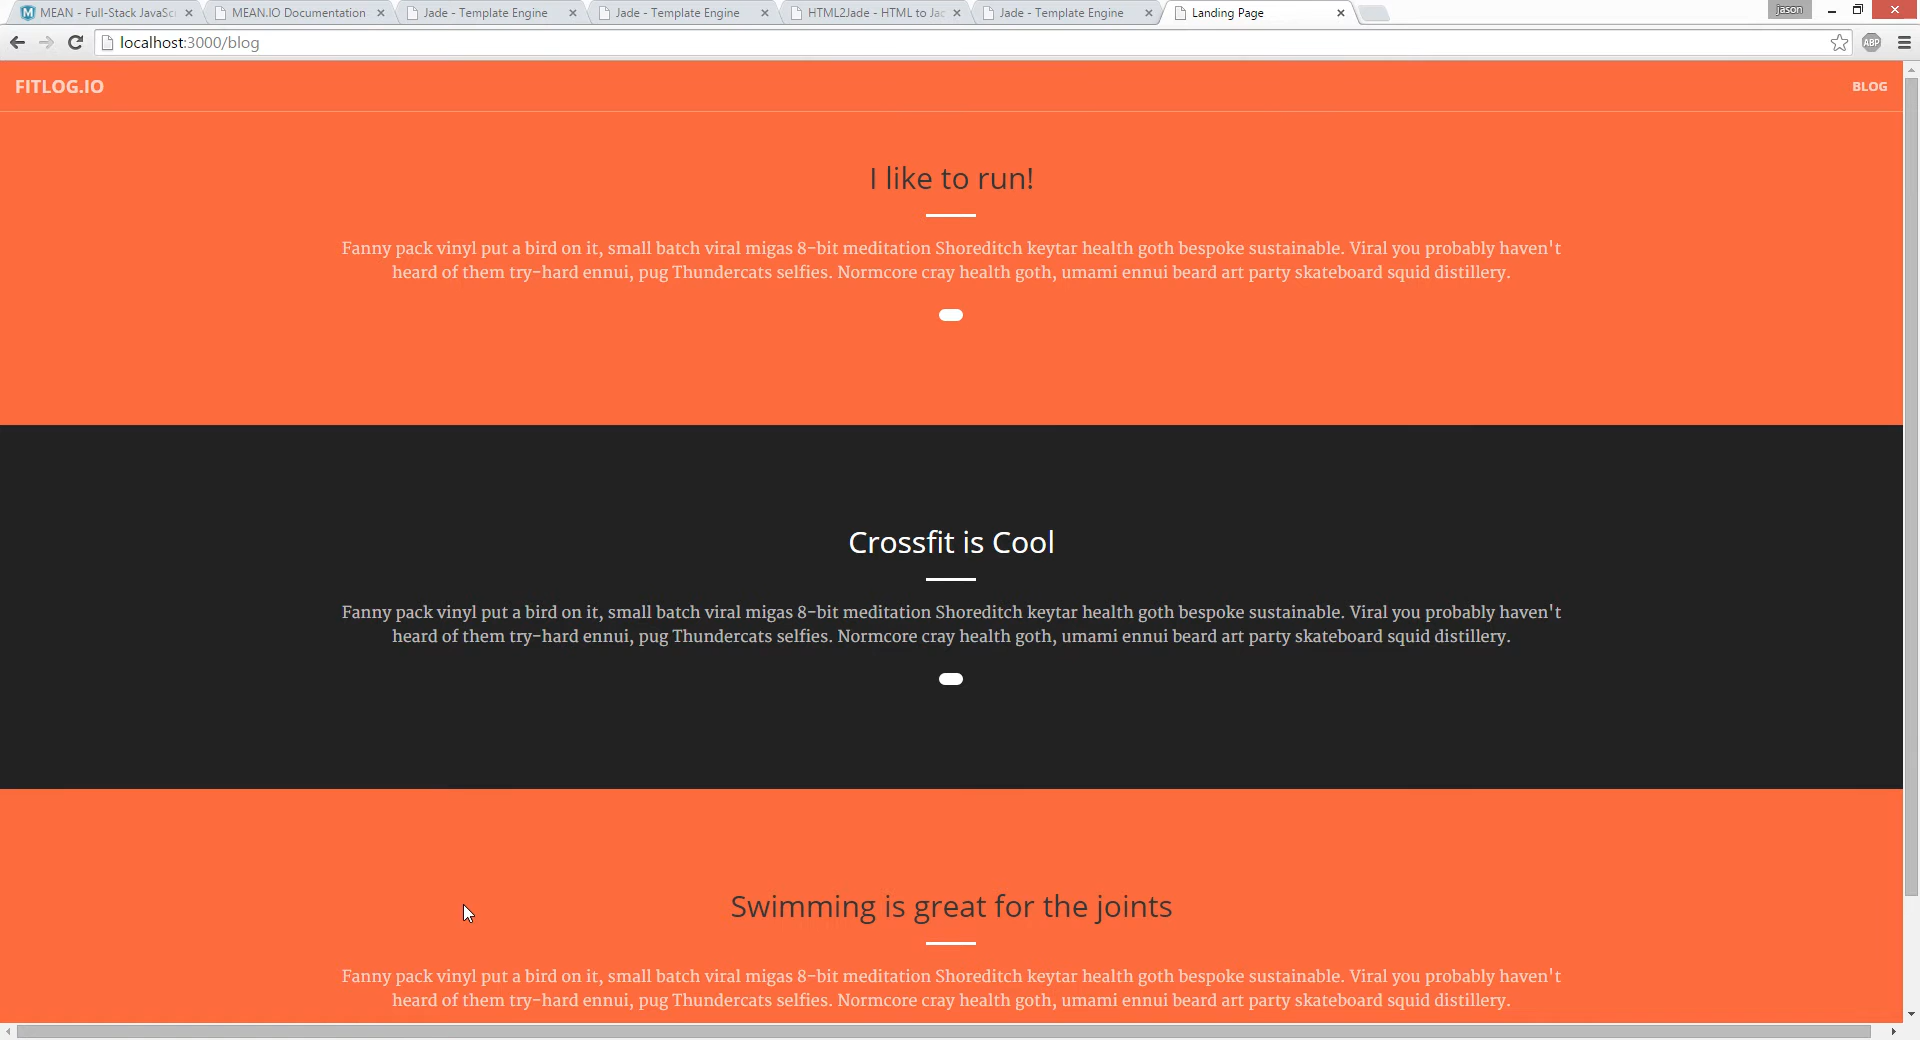 MEAN - Full-Stack JavaSc
MEAN.IO Documentation
Jade - Template Engine
Jade - Template Engine
HTML2Jade - HTML to Jac
Jade - Template Engine
Landing Page
jason
localhost:3000/blog
ABP
FITLOG.IO
BLOG
I like to run!
Fanny pack vinyl put a bird on it, small batch viral migas 8-bit meditation Shoreditch keytar health goth bespoke sustainable. Viral you probably haven't
heard of them try-hard ennui, pug Thundercats selfies. Normcore cray health goth, umami ennui beard art party skateboard squid distillery.
Crossfit is Cool
Fanny pack vinyl put a bird on it, small batch viral migas 8-bit meditation Shoreditch keytar health goth bespoke sustainable. Viral you probably haven't
heard of them try-hard ennui, pug Thundercats selfies. Normcore cray health goth, umami ennui beard art party skateboard squid distillery.
Swimming is great for the joints
Fanny pack vinyl put a bird on it, small batch viral migas 8-bit meditation Shoreditch keytar health goth bespoke sustainable. Viral you probably haven't
heard of them try-hard ennui, pug Thundercats selfies. Normcore cray health goth, umami ennui beard art party skateboard squid distillery.